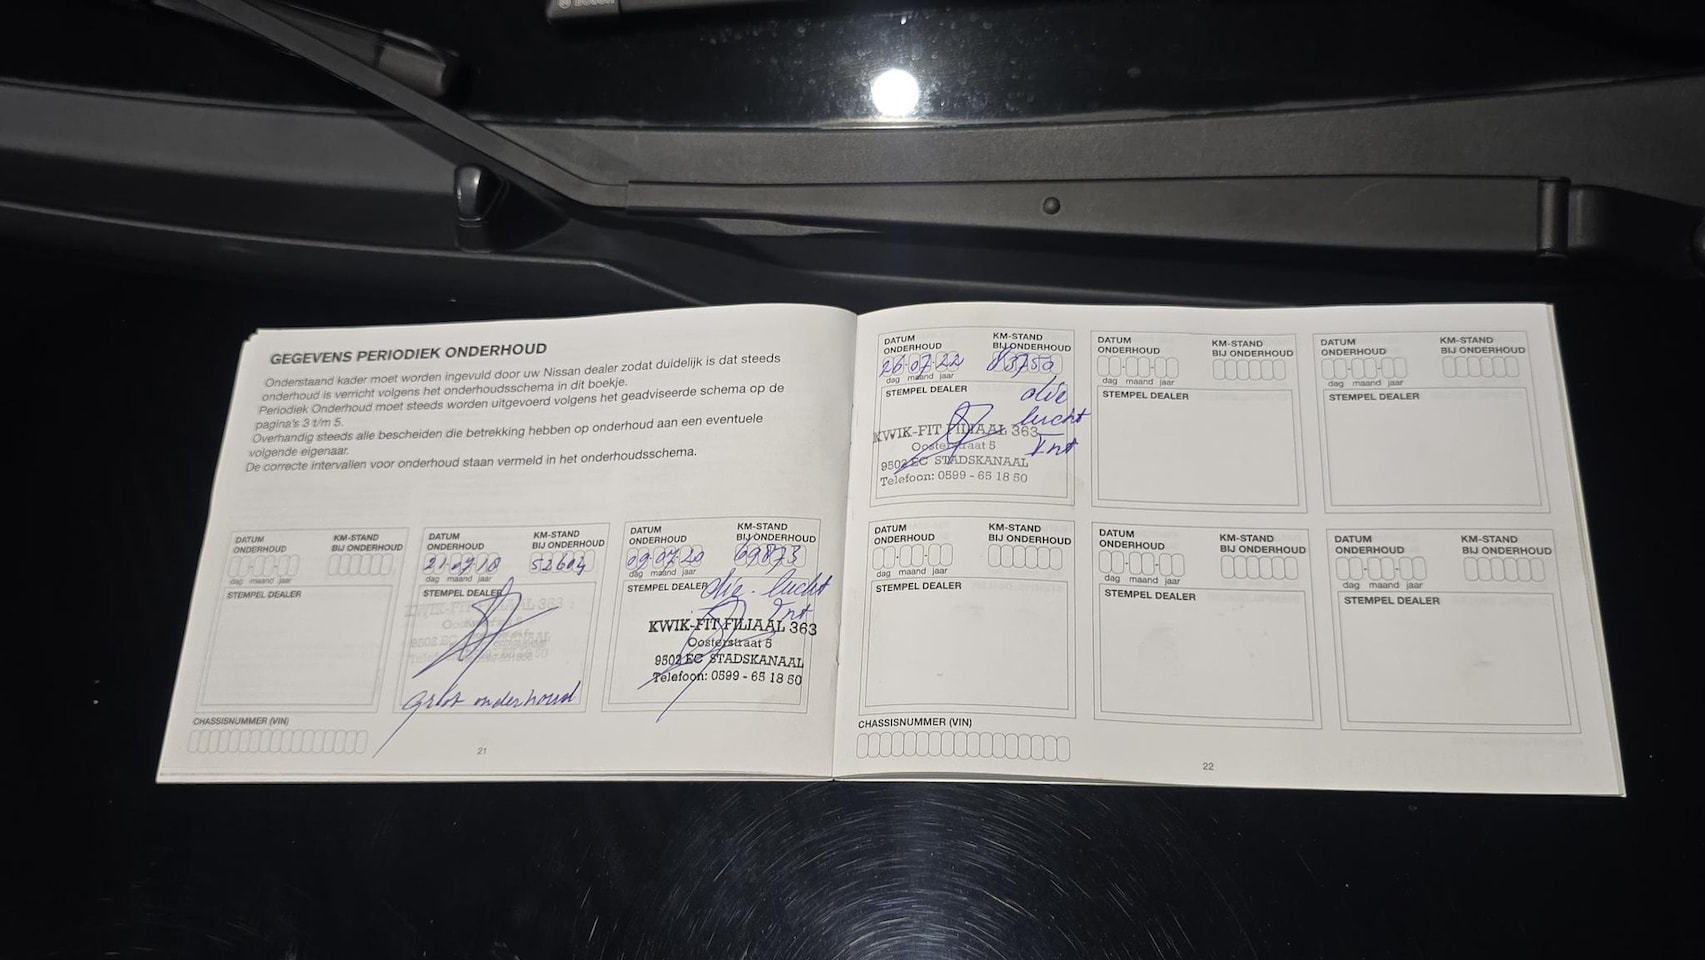 BOSCH
GEGEVENS PERIODIEK ONDERHOUD
Onderstaand kader moet worden ingevuld door uw Nissan dealer zodat duidelijk is dat steeds
onderhoud is verricht volgens het onderhoudsschema in dit boekje.
Periodiek Onderhoud moet steeds worden uitgevoerd volgens het geadviseerde schema op de
pagina's 3 t/m 5.
Overhandig steeds alle bescheiden die betrekking hebben op onderhoud aan een eventuele
volgende eigenaar.
De correcte intervallen voor onderhoud staan vermeld in het onderhoudsschema.
DATUM ONDERHOUD
KM-STAND BIJ ONDERHOUD
dag maand jaar
STEMPEL DEALER
DATUM ONDERHOUD
KM-STAND BIJ ONDERHOUD
52604
dag maand jaar
STEMPEL DEALER
KWIK-FIT FILIAAL 363
groot onderhoud
DATUM ONDERHOUD
KM-STAND BIJ ONDERHOUD
09-07-20 69873
dag maand jaar
STEMPEL DEALER
olie lucht
Int
KWIK-FIT FILIAAL 363
Oosterstraat 5
9502 EC STADSKANAAL
Telefoon: 0599 - 65 18 50
CHASSISNUMMER (VIN)
21
DATUM ONDERHOUD
KM-STAND BIJ ONDERHOUD
26-07-22 83750
dag maand jaar
STEMPEL DEALER
olie
lucht
Int
KWIK-FIT FILIAAL 363
Oosterstraat 5
9502 EC STADSKANAAL
Telefoon: 0599 - 65 18 50
DATUM ONDERHOUD
KM-STAND BIJ ONDERHOUD
dag maand jaar
STEMPEL DEALER
DATUM ONDERHOUD
KM-STAND BIJ ONDERHOUD
dag maand jaar
STEMPEL DEALER
DATUM ONDERHOUD
KM-STAND BIJ ONDERHOUD
dag maand jaar
STEMPEL DEALER
DATUM ONDERHOUD
KM-STAND BIJ ONDERHOUD
dag maand jaar
STEMPEL DEALER
DATUM ONDERHOUD
KM-STAND BIJ ONDERHOUD
dag maand jaar
STEMPEL DEALER
CHASSISNUMMER (VIN)
22